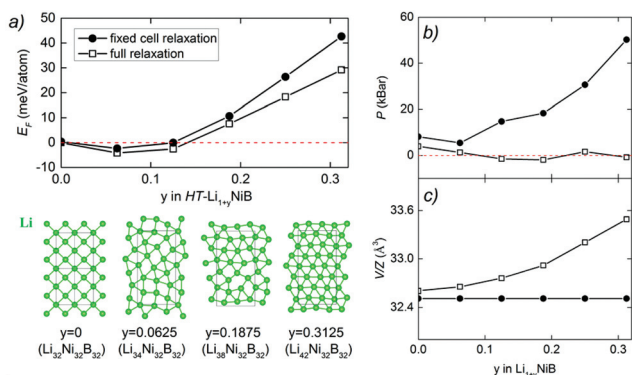 a)
fixed cell relaxation
full relaxation
E_F (meV/atom)
50
40
30
20
10
0
-10
0.0 0.1 0.2 0.3
y in HT-Li₁₊yNiB
Li
y=0
(Li₃₂Ni₃₂B₃₂)
y=0.0625
(Li₃₄Ni₃₂B₃₂)
y=0.1875
(Li₃₈Ni₃₂B₃₂)
y=0.3125
(Li₄₂Ni₃₂B₃₂)
b)
P (kBar)
60
40
20
0
c)
V/Z (Å³)
33.6
33.0
32.4
0.0 0.1 0.2 0.3
y in Li₁₊yNiB